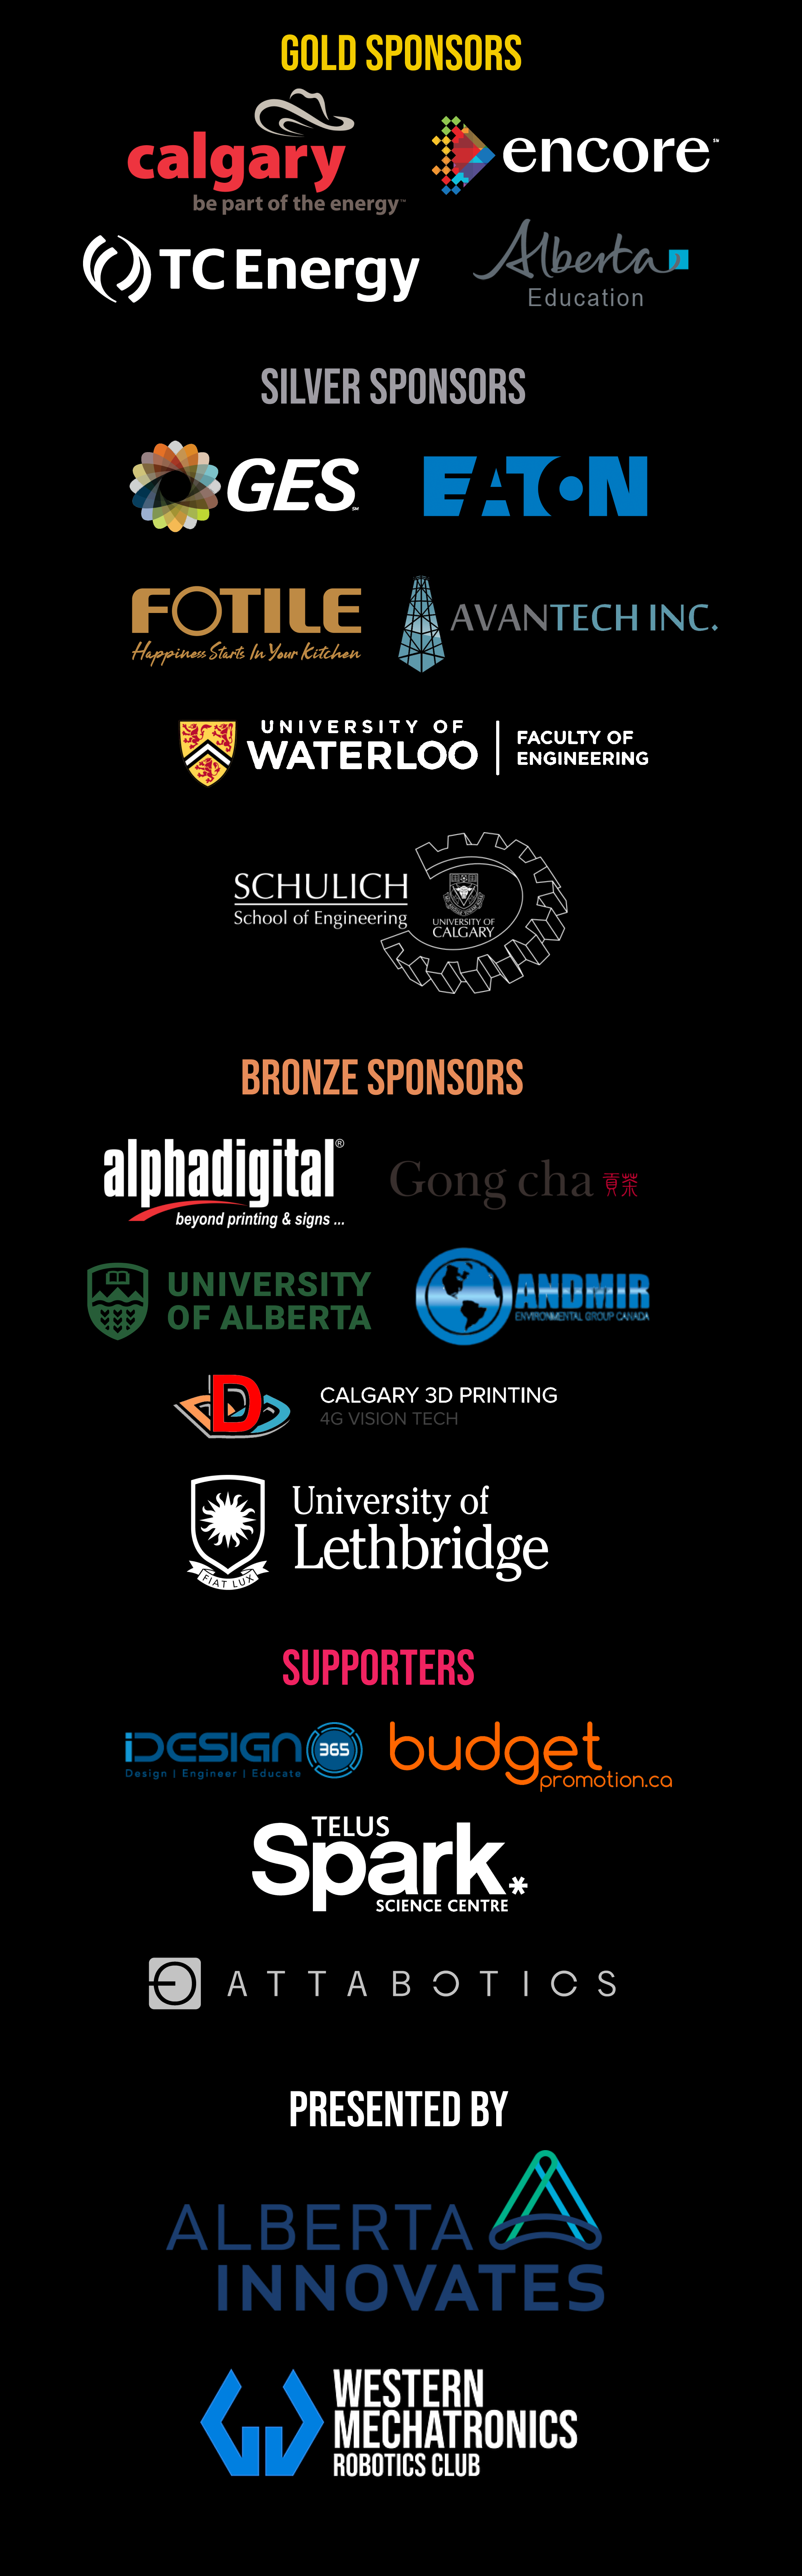 GOLD SPONSORS
calgary
be part of the energy™
encore℠
TC Energy
Alberta
Education
SILVER SPONSORS
GES℠
EATON
FOTILE
Happiness Starts In Your Kitchen
AVANTECH INC.
UNIVERSITY OF
WATERLOO
FACULTY OF
ENGINEERING
SCHULICH
School of Engineering
UNIVERSITY OF
CALGARY
BRONZE SPONSORS
alphadigital®
beyond printing & signs ...
Gong cha 貢茶
UNIVERSITY
OF ALBERTA
ANDMIR
ENVIRONMENTAL GROUP CANADA
D
CALGARY 3D PRINTING
4G VISION TECH
University of
Lethbridge
FIAT LUX
SUPPORTERS
iDESIGN 365
Design | Engineer | Educate
budget
promotion.ca
TELUS
Spark
SCIENCE CENTRE
ATTABOTICS
PRESENTED BY
ALBERTA
INNOVATES
WESTERN
MECHATRONICS
ROBOTICS CLUB